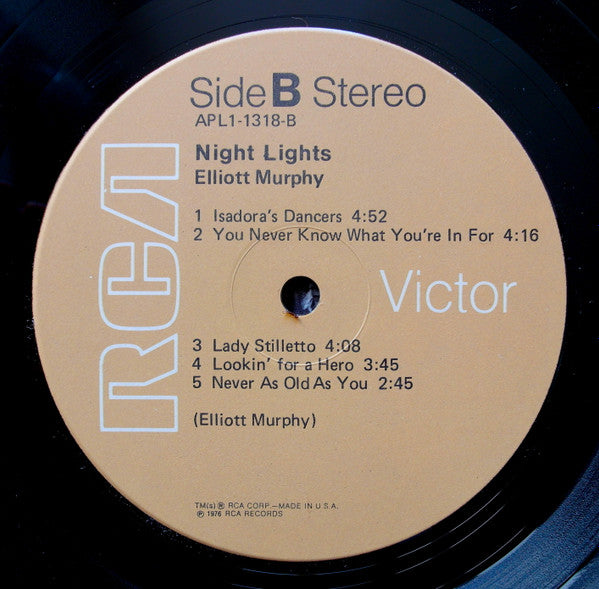 Side B Stereo
APL1-1318-B
Night Lights
Elliott Murphy
1 Isadora's Dancers 4:52
2 You Never Know What You're In For 4:16
RCA
Victor
3 Lady Stilletto 4:08
4 Lookin' for a Hero 3:45
5 Never As Old As You 2:45
(Elliott Murphy)
TM(s) ® RCA CORP.—MADE IN U.S.A.
℗ 1976 RCA RECORDS